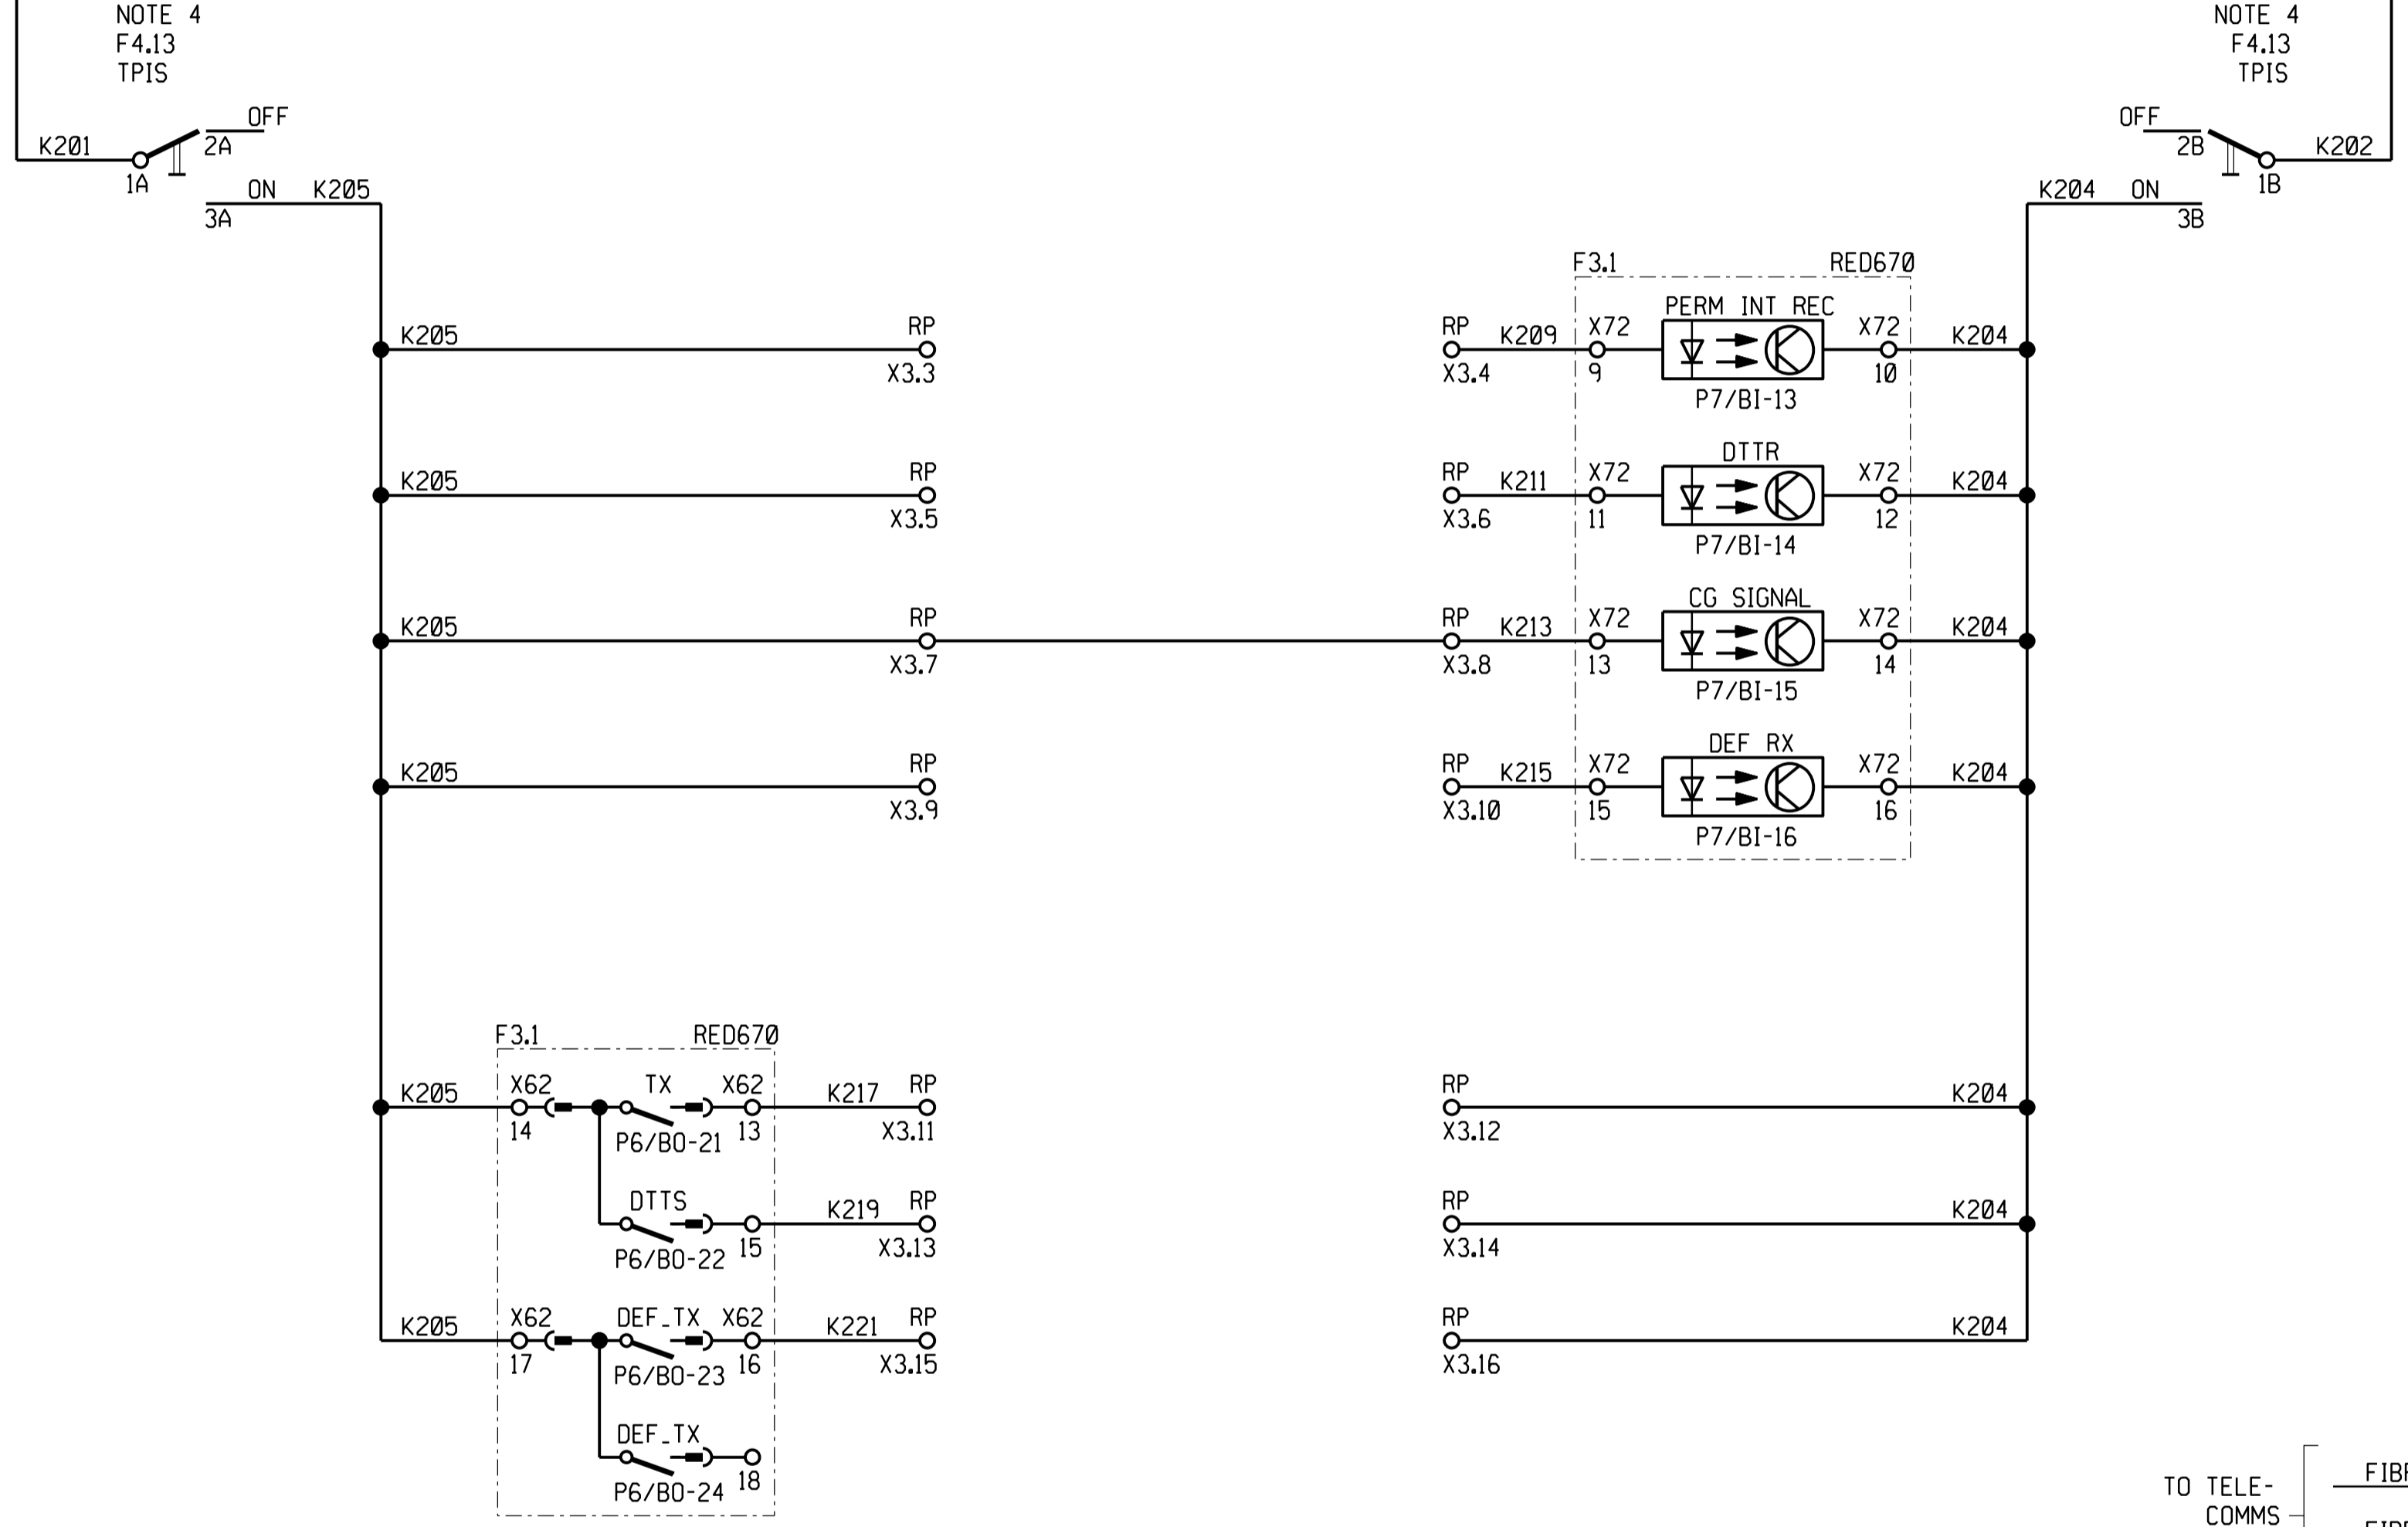 NOTE 4
F4.13
TPIS
NOTE 4
F4.13
TPIS
OFF
K201
2A
1A
ON K205
3A
OFF
2B
K202
1B
K204 ON
3B
F3.1 RED670
PERM INT REC
K205 RP
X3.3
RP K209 X72
X3.4 9
X72 K204
10
P7/BI-13
DTTR
K205 RP
X3.5
RP K211 X72
X3.6 11
X72 K204
12
P7/BI-14
CG SIGNAL
K205 RP
X3.7
RP K213 X72
X3.8 13
X72 K204
14
P7/BI-15
DEF RX
K205 RP
X3.9
RP K215 X72
X3.10 15
X72 K204
16
P7/BI-16
F3.1 RED670
K205 X62 TX X62 K217 RP
14 P6/BO-21 13 X3.11
RP K204
X3.12
DTTS K219 RP
P6/BO-22 15 X3.13
RP K204
X3.14
K205 X62 DEF_TX X62 K221 RP
17 P6/BO-23 16 X3.15
RP K204
X3.16
DEF_TX
P6/BO-24 18
TO TELE-
COMMS